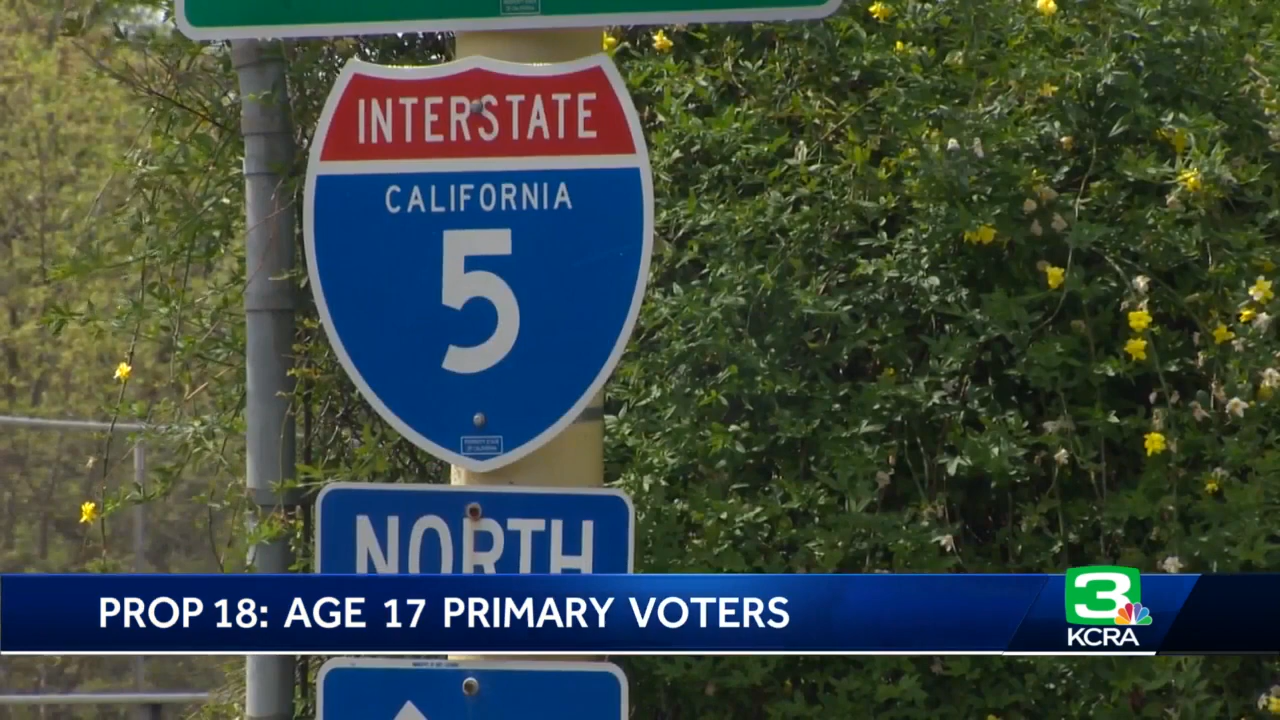 INTERSTATE
CALIFORNIA
5
NORTH
PROP 18: AGE 17 PRIMARY VOTERS
3
KCRA